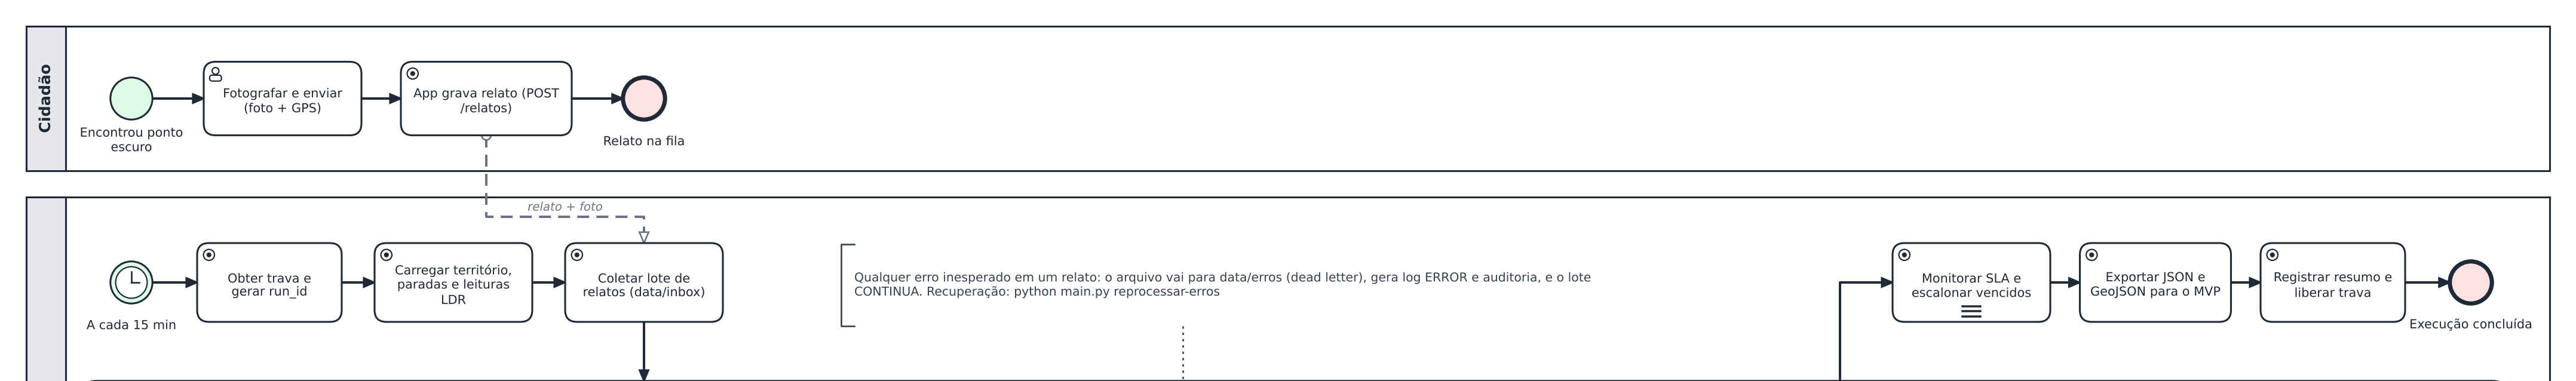 Cidadão
Encontrou ponto
escuro
Fotografar e enviar
(foto + GPS)
App grava relato (POST
/relatos)
Relato na fila
relato + foto
A cada 15 min
Obter trava e
gerar run_id
Carregar território,
paradas e leituras
LDR
Coletar lote de
relatos (data/inbox)
Qualquer erro inesperado em um relato: o arquivo vai para data/erros (dead letter), gera log ERROR e auditoria, e o lote
CONTINUA. Recuperação: python main.py reprocessar-erros
Monitorar SLA e
escalonar vencidos
Exportar JSON e
GeoJSON para o MVP
Registrar resumo e
liberar trava
Execução concluída